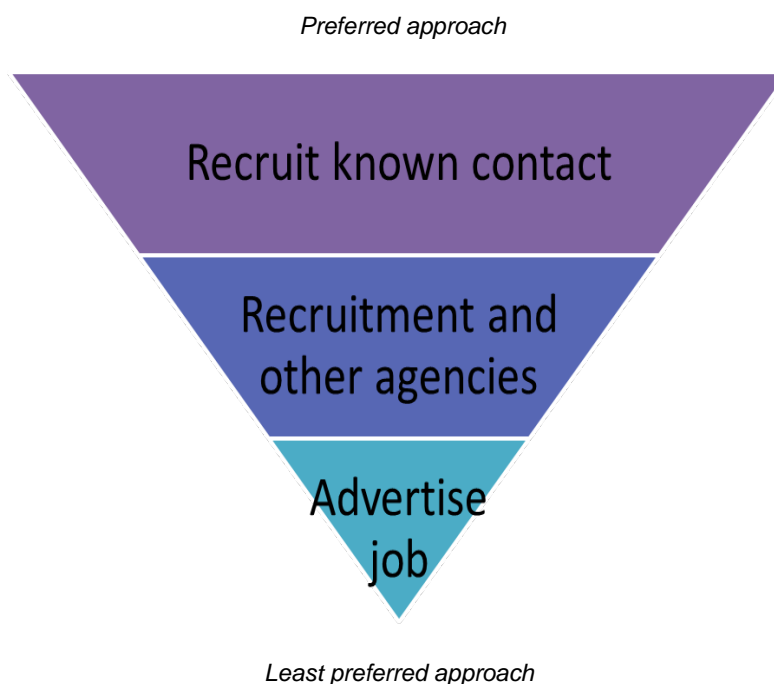 Preferred approach
Recruit known contact
Recruitment and
other agencies
Advertise
job
Least preferred approach